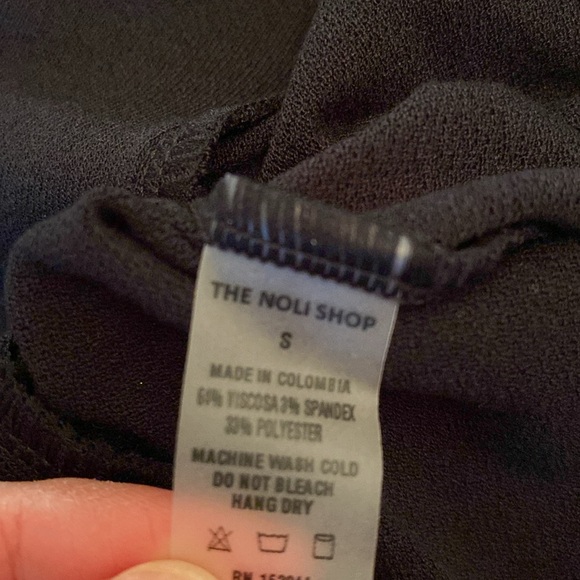 THE NOLI SHOP
S
MADE IN COLOMBIA
64% VISCOSA 3% SPANDEX
33% POLYESTER
MACHINE WASH COLD
DO NOT BLEACH
HANG DRY
RN